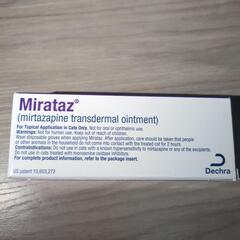 Mirataz®
(mirtazapine transdermal ointment)
For Topical Application in Cats Only. Not for oral or ophthalmic use.
Warnings: Not for human use. Keep out of reach of children.
Wear disposable gloves when applying Mirataz. After application, care should be taken that people
or other animals in the household do not come into contact with the treated cat for 2 hours.
Contraindications: Do not use in cats with a known hypersensitivity to mirtazapine or any of the excipients.
Do not use in cats treated with monoamine oxidase inhibitors.
For complete product information, refer to the package insert.
US patent 10,603,272
Dechra